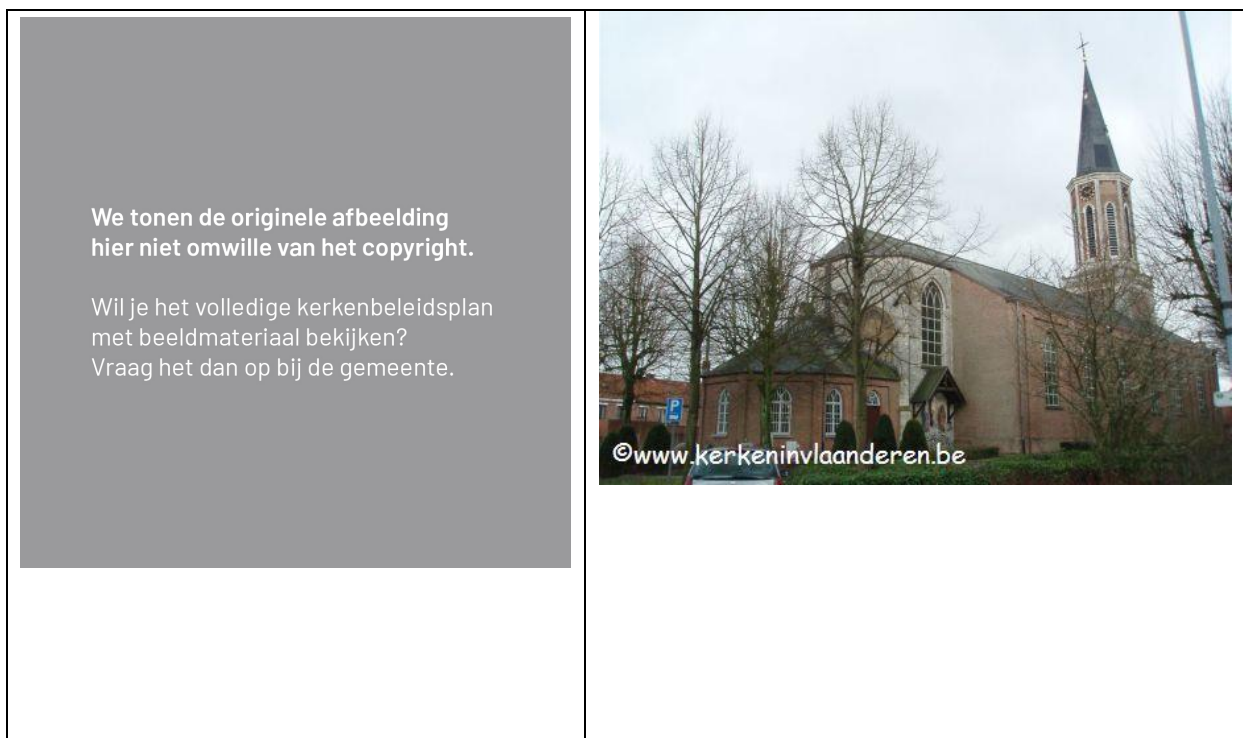 We tonen de originele afbeelding
hier niet omwille van het copyright.
Wil je het volledige kerkenbeleidsplan
met beeldmateriaal bekijken?
Vraag het dan op bij de gemeente.
P
©www.kerkeninvlaanderen.be